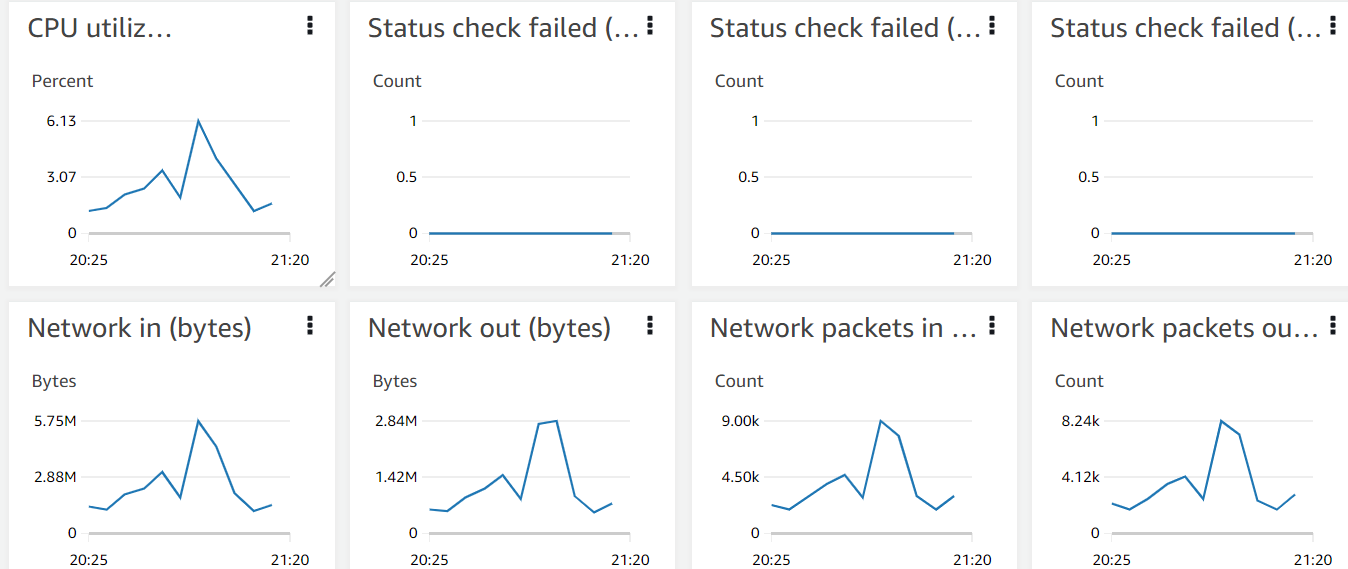 CPU utiliz...
Percent
6.13
3.07
0
20:25 21:20
Status check failed (...
Count
1
0.5
0
20:25 21:20
Status check failed (...
Count
1
0.5
0
20:25 21:20
Status check failed (...
Count
1
0.5
0
20:25 21:20
Network in (bytes)
Bytes
5.75M
2.88M
0
20:25 21:20
Network out (bytes)
Bytes
2.84M
1.42M
0
20:25 21:20
Network packets in ...
Count
9.00k
4.50k
0
20:25 21:20
Network packets ou...
Count
8.24k
4.12k
0
20:25 21:20